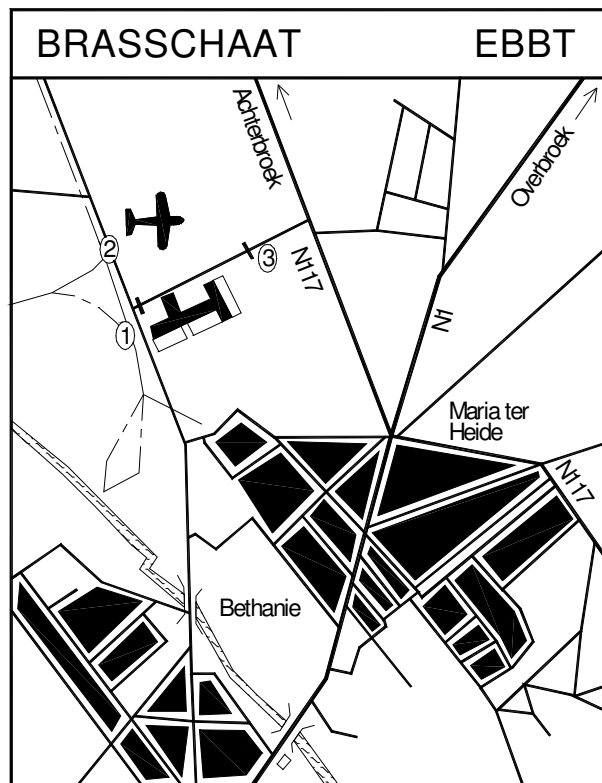 BRASSCHAAT EBBT
Achterbroek
Overbroek
2
3
N117
1
N1
Maria ter
Heide
N117
Bethanie